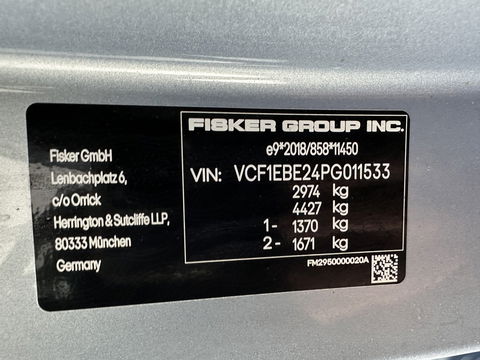 FISKER GROUP INC.
e9*2018/858*11450
Fisker GmbH
Lenbachplatz 6,
c/o Orrick
Herrington & Sutcliffe LLP,
80333 München
Germany
VIN: VCF1EBE24PG011533
2974 kg
4427 kg
1- 1370 kg
2- 1671 kg
FM2950000020A